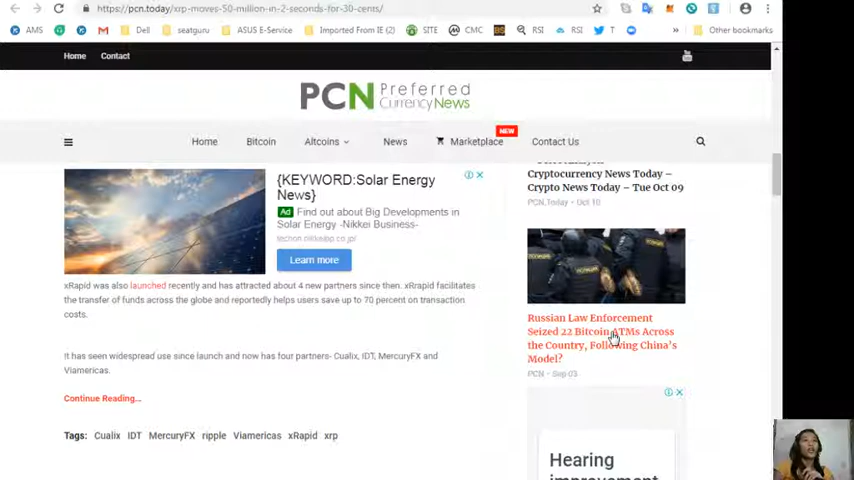 https://pcn.today/xrp-moves-50-million-in-2-seconds-for-30-cents/
AMS
Dell
seatguru
ASUS E-Service
Imported From IE (2)
SITE
CMC
RSI
RSI
T
»
Other bookmarks
Home Contact
You
PCN Preferred
Currency News
Home Bitcoin Altcoins News Marketplace NEW Contact Us
{KEYWORD:Solar Energy
News}
Ad Find out about Big Developments in
Solar Energy -Nikkei Business-
Learn more
xRapid was also launched recently and has attracted about 4 new partners since then. xRapid facilitates
the transfer of funds across the globe and reportedly helps users save up to 70 percent on transaction
costs.
It has seen widespread use since launch and now has four partners- Cualix, IDT, MercuryFX and
Viamericas.
Continue Reading...
Tags: Cualix IDT MercuryFX ripple Viamericas xRapid xrp
Cryptocurrency News Today –
Crypto News Today – Tue Oct 09
PCN.Today - Oct 10
Russian Law Enforcement
Seized 22 Bitcoin ATMs Across
the Country, Following China's
Model?
PCN - Sep 03
Hearing